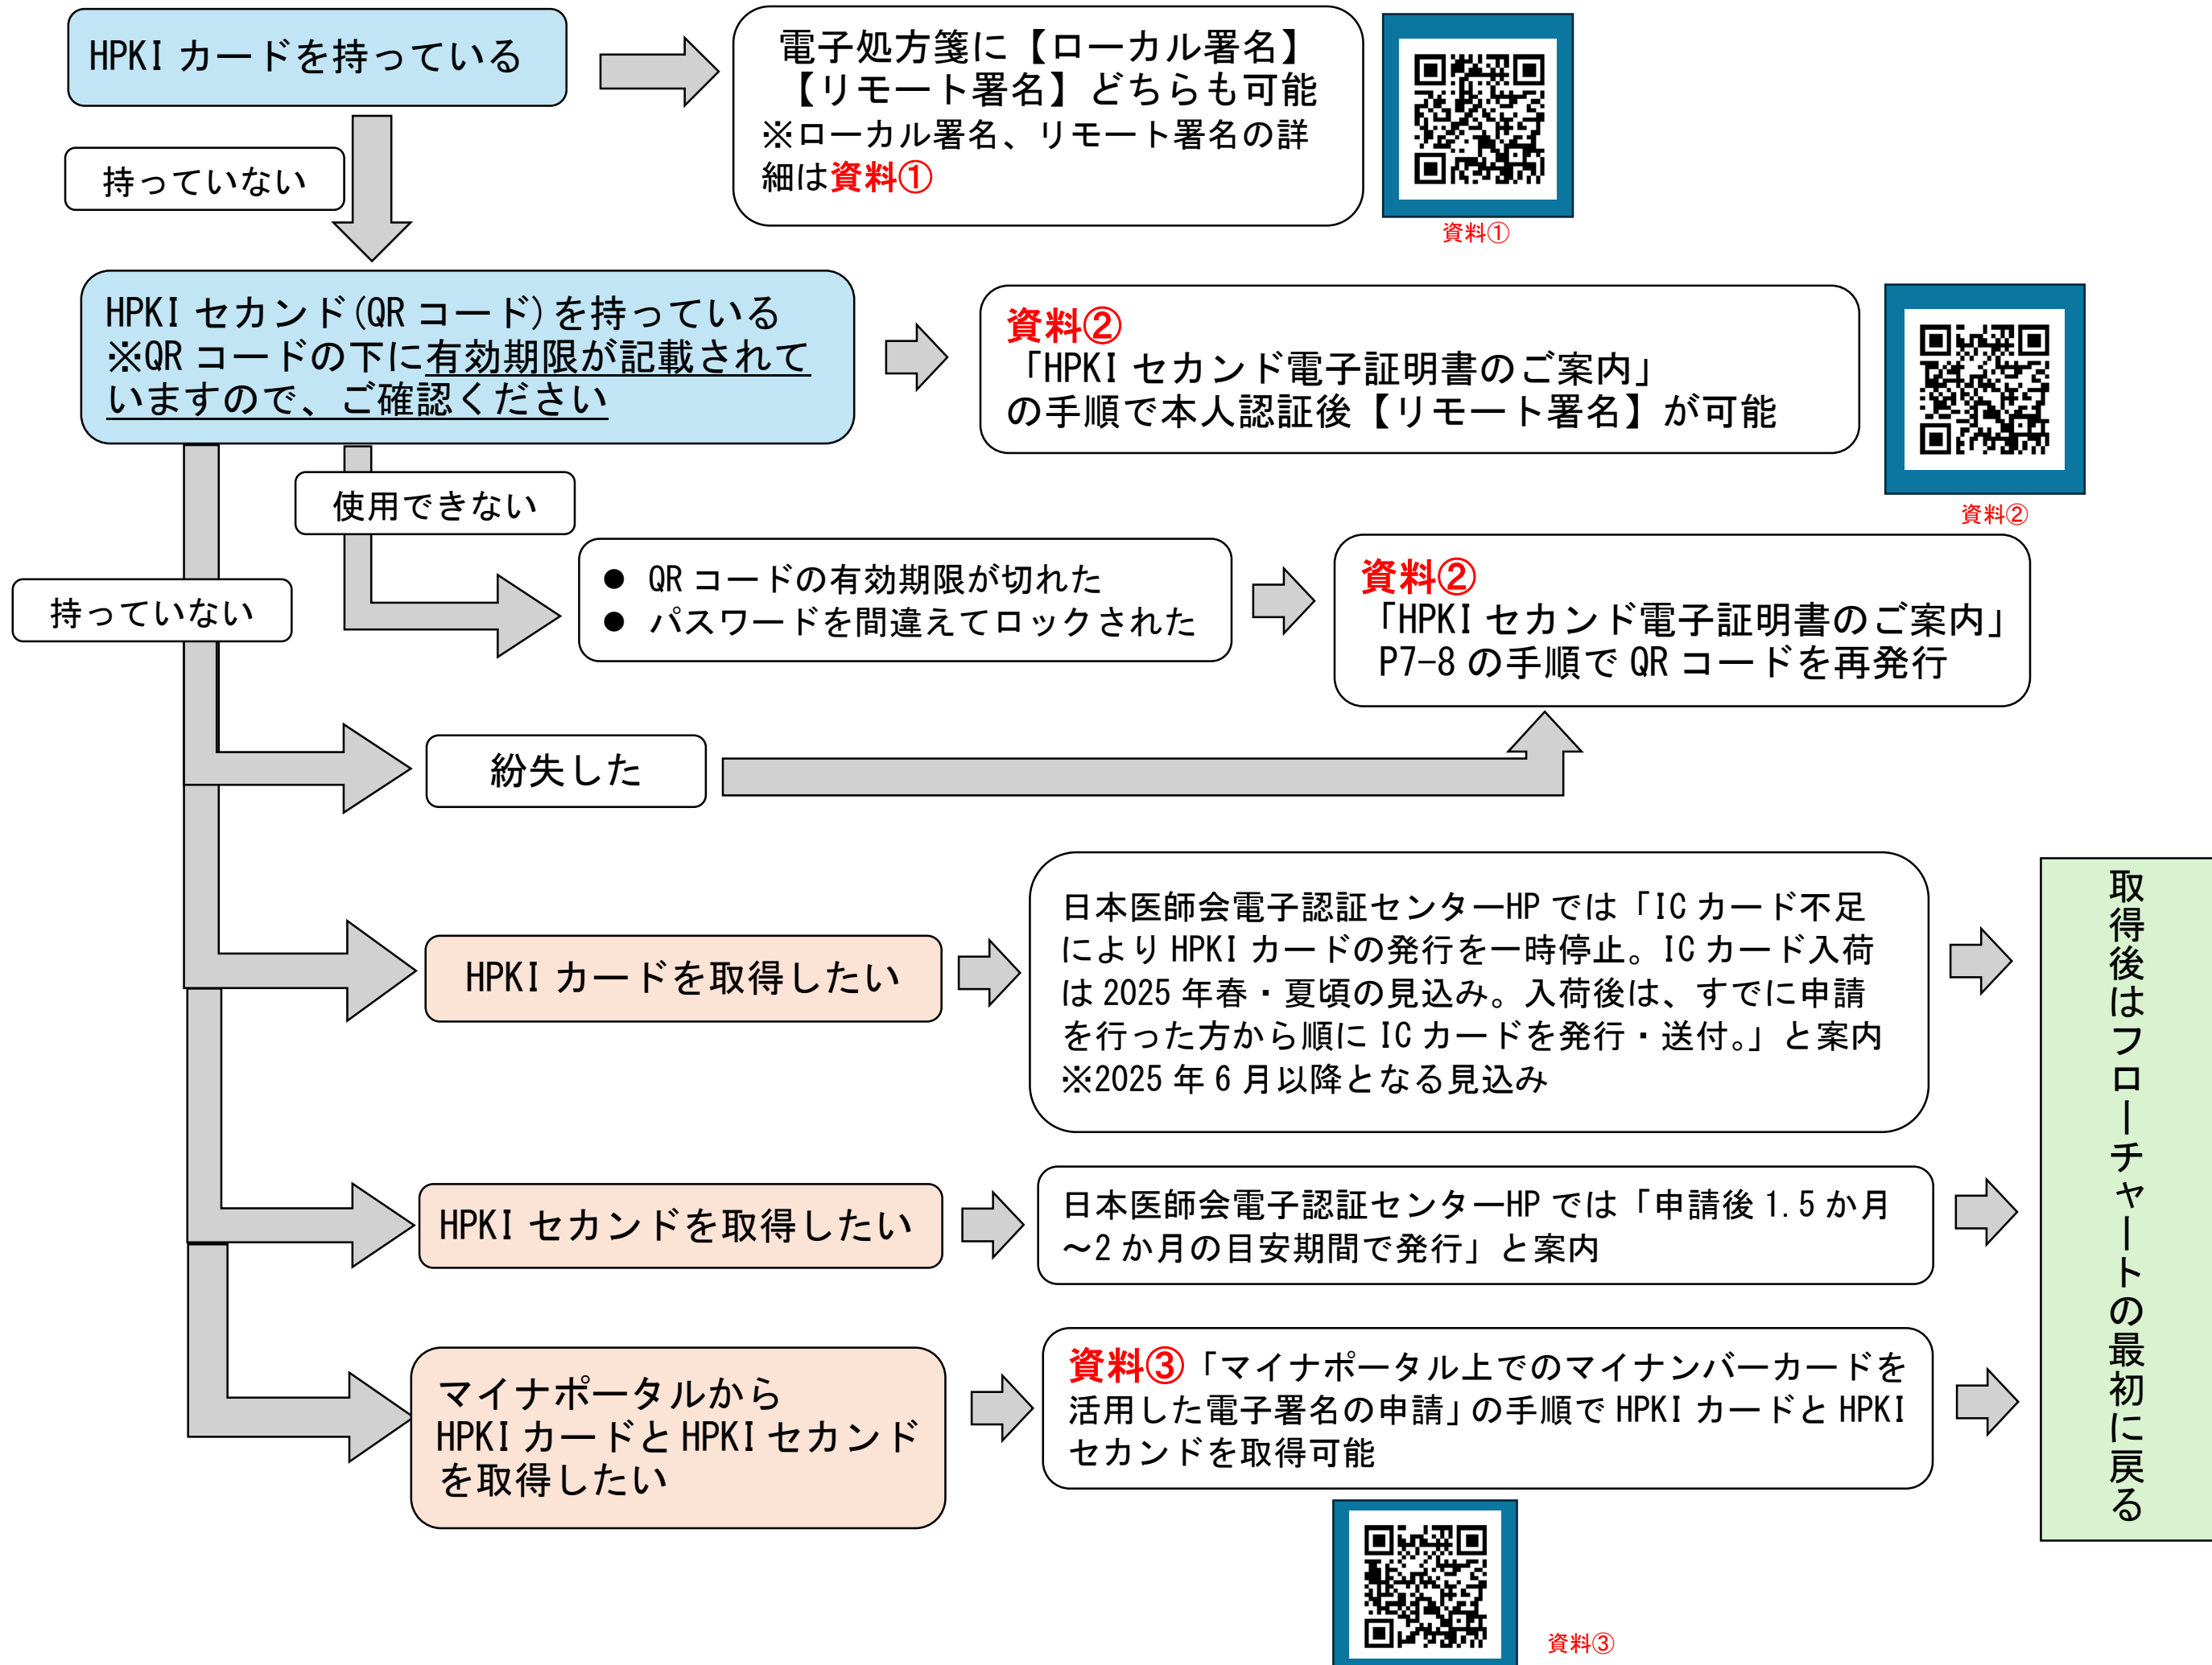 HPKI カードを持っている
電子処方箋に【ローカル署名】
【リモート署名】どちらも可能
※ローカル署名、リモート署名の詳
細は資料①
資料①
持っていない
HPKI セカンド(QR コード)を持っている
※QR コードの下に有効期限が記載されて
いますので、ご確認ください
資料②
「HPKI セカンド電子証明書のご案内」
の手順で本人認証後【リモート署名】が可能
資料②
使用できない
● QR コードの有効期限が切れた
● パスワードを間違えてロックされた
資料②
「HPKI セカンド電子証明書のご案内」
P7-8 の手順で QR コードを再発行
持っていない
紛失した
HPKI カードを取得したい
日本医師会電子認証センターHP では「IC カード不足
により HPKI カードの発行を一時停止。IC カード入荷
は 2025 年春・夏頃の見込み。入荷後は、すでに申請
を行った方から順に IC カードを発行・送付。」と案内
※2025 年 6 月以降となる見込み
HPKI セカンドを取得したい
日本医師会電子認証センターHP では「申請後 1.5 か月
～2 か月の目安期間で発行」と案内
マイナポータルから
HPKI カードと HPKI セカンド
を取得したい
資料③「マイナポータル上でのマイナンバーカードを
活用した電子署名の申請」の手順で HPKI カードと HPKI
セカンドを取得可能
資料③
取得後はフローチャートの最初に戻る